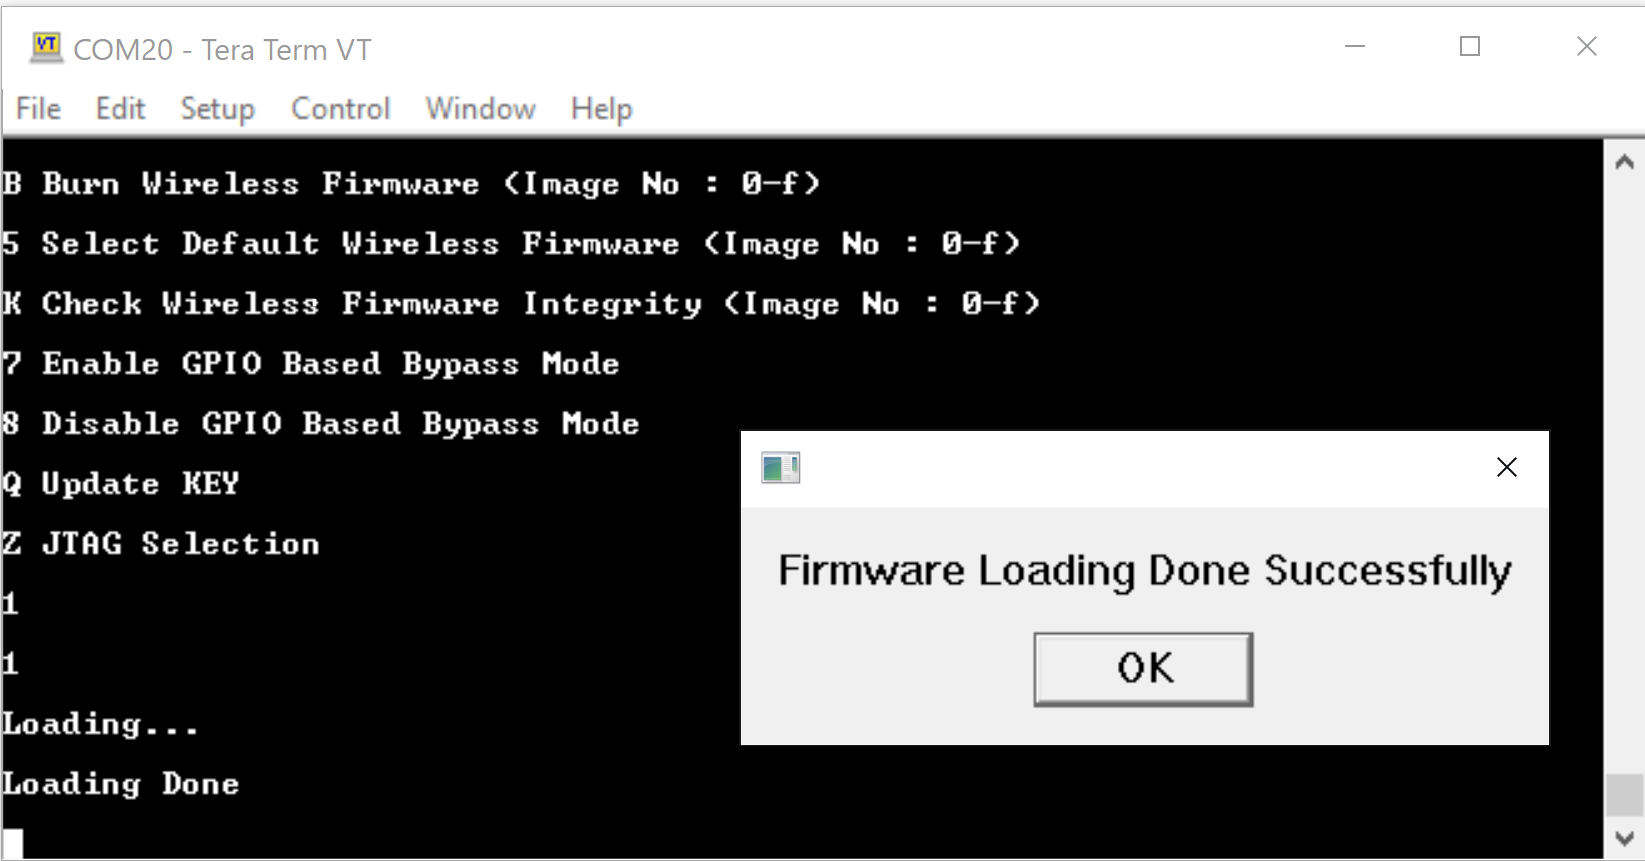 VT COM20 - Tera Term VT
File Edit Setup Control Window Help
B Burn Wireless Firmware (Image No : 0-f)
5 Select Default Wireless Firmware (Image No : 0-f)
K Check Wireless Firmware Integrity (Image No : 0-f)
7 Enable GPIO Based Bypass Mode
8 Disable GPIO Based Bypass Mode
Q Update KEY
Z JTAG Selection
1
1
Loading...
Loading Done
Firmware Loading Done Successfully
OK